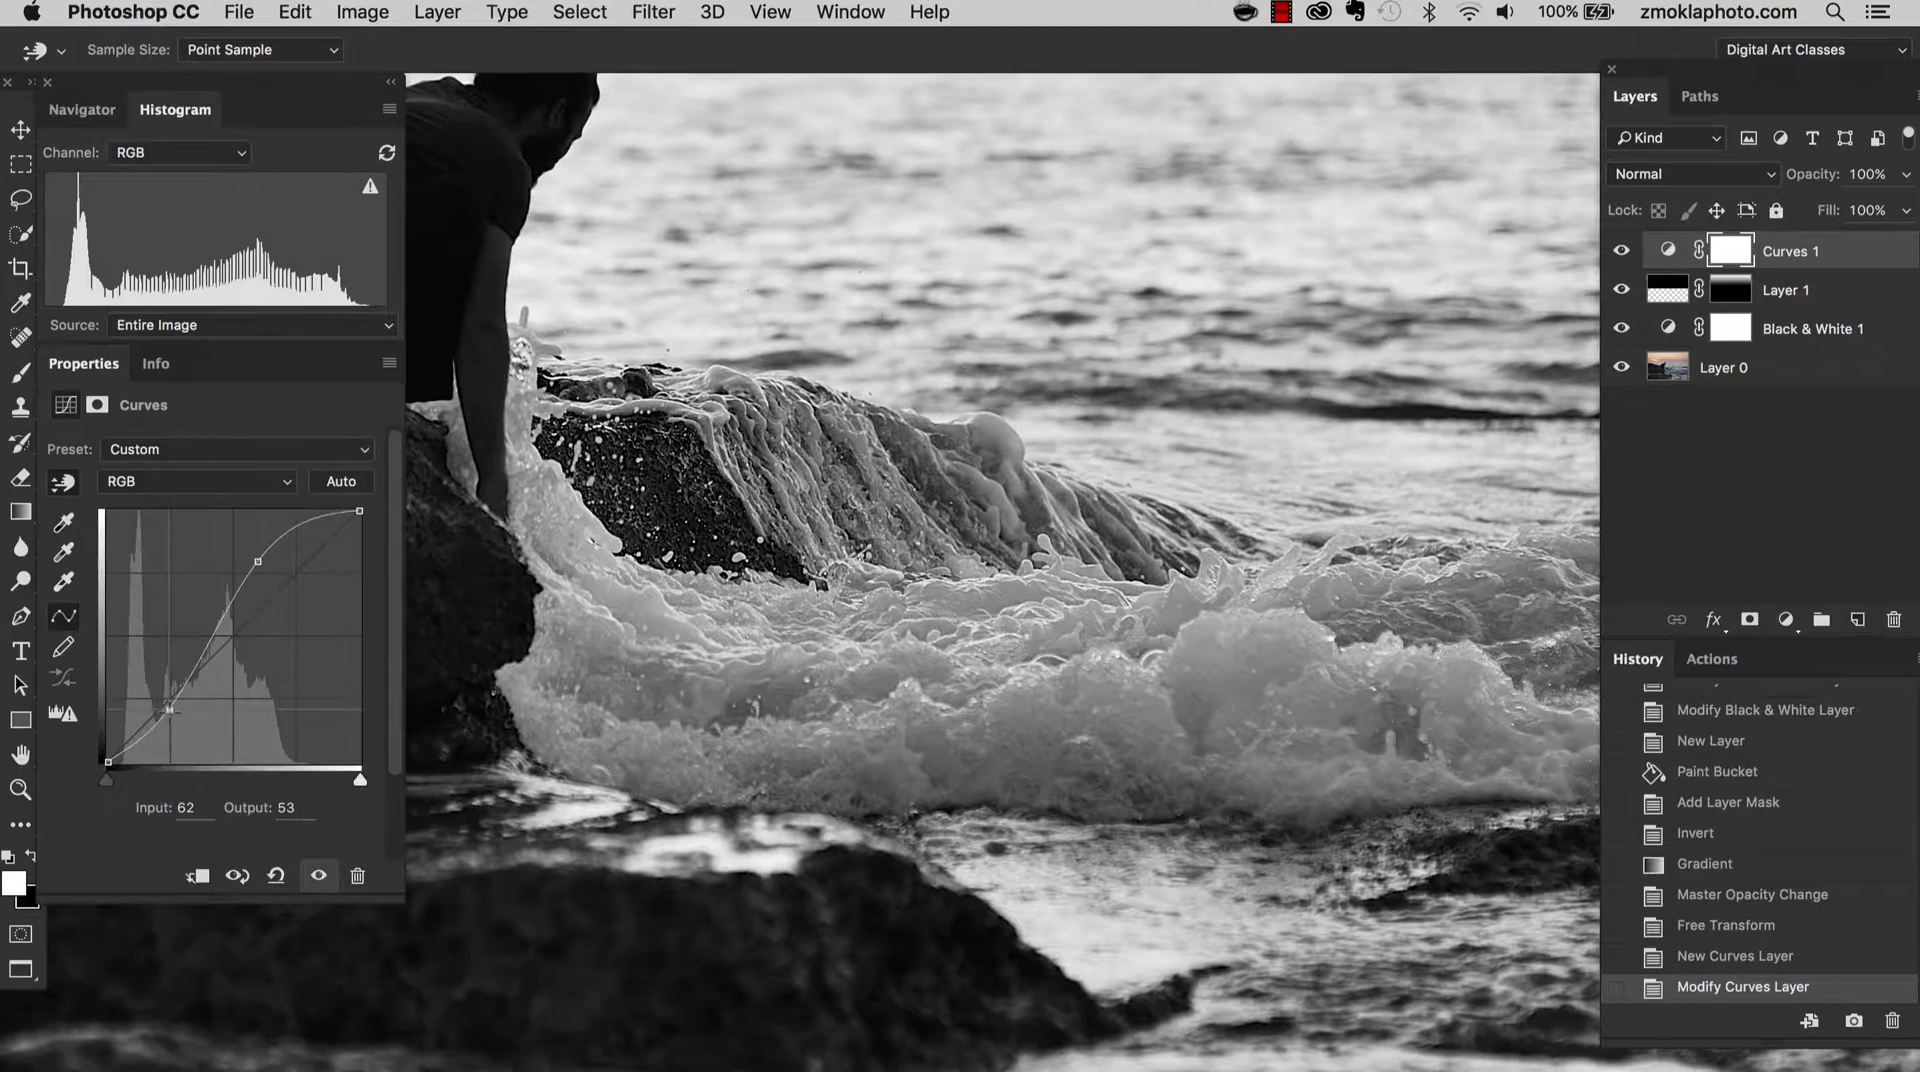 Photoshop CC File Edit Image Layer Type Select Filter 3D View Window Help 100% zmoklaphoto.com
Sample Size: Point Sample Digital Art Classes
Navigator Histogram
Channel: RGB
Source: Entire Image
Properties Info
Curves
Preset: Custom
RGB Auto
Input: 62 Output: 53
Layers Paths
Kind
Normal Opacity: 100%
Lock: Fill: 100%
Curves 1
Layer 1
Black & White 1
Layer 0
fx
History Actions
Modify Black & White Layer
New Layer
Paint Bucket
Add Layer Mask
Invert
Gradient
Master Opacity Change
Free Transform
New Curves Layer
Modify Curves Layer